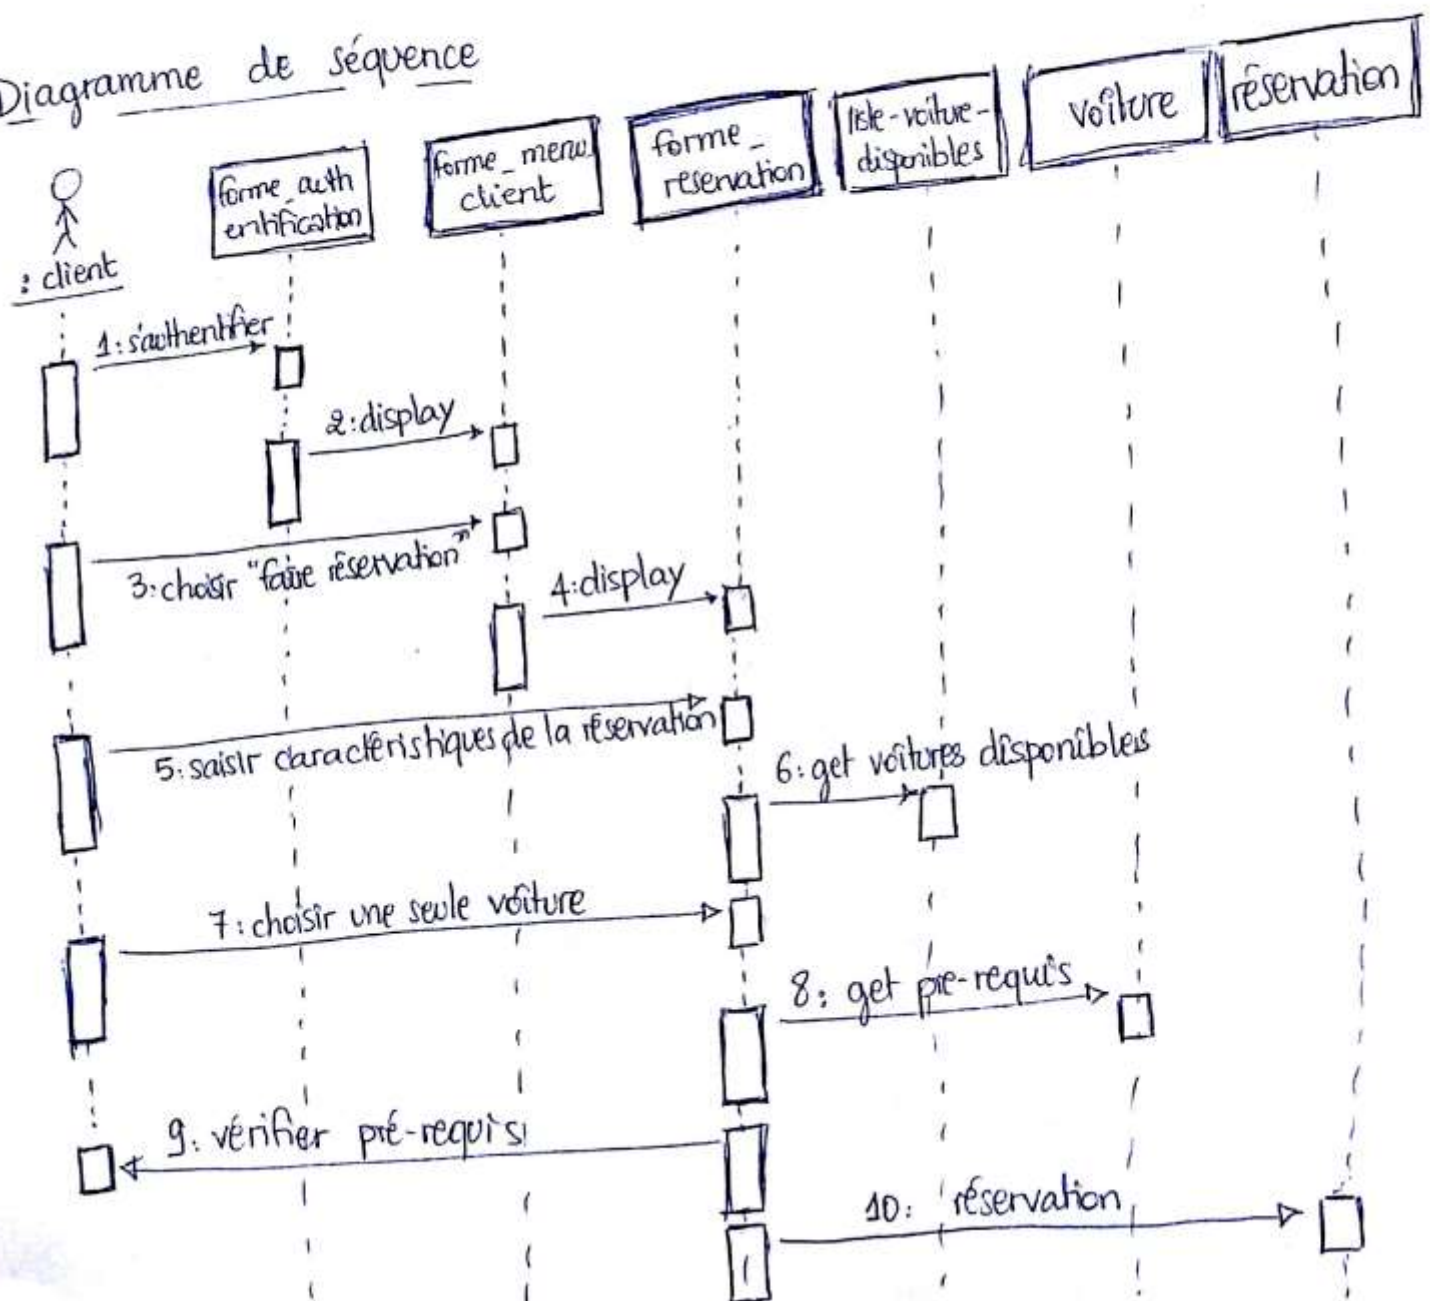 Diagramme de séquence
: client
forme_auth
entification
forme_menu
client
forme_
reservation
liste-voiture-
disponibles
voiture
réservation
1: s'authentifier
2: display
3: choisir "faire réservation"
4: display
5: saisir caractéristiques de la réservation
6: get voitures disponibles
7: choisir une seule voiture
8: get pre-requis
9: vérifier pré-requis
10: réservation